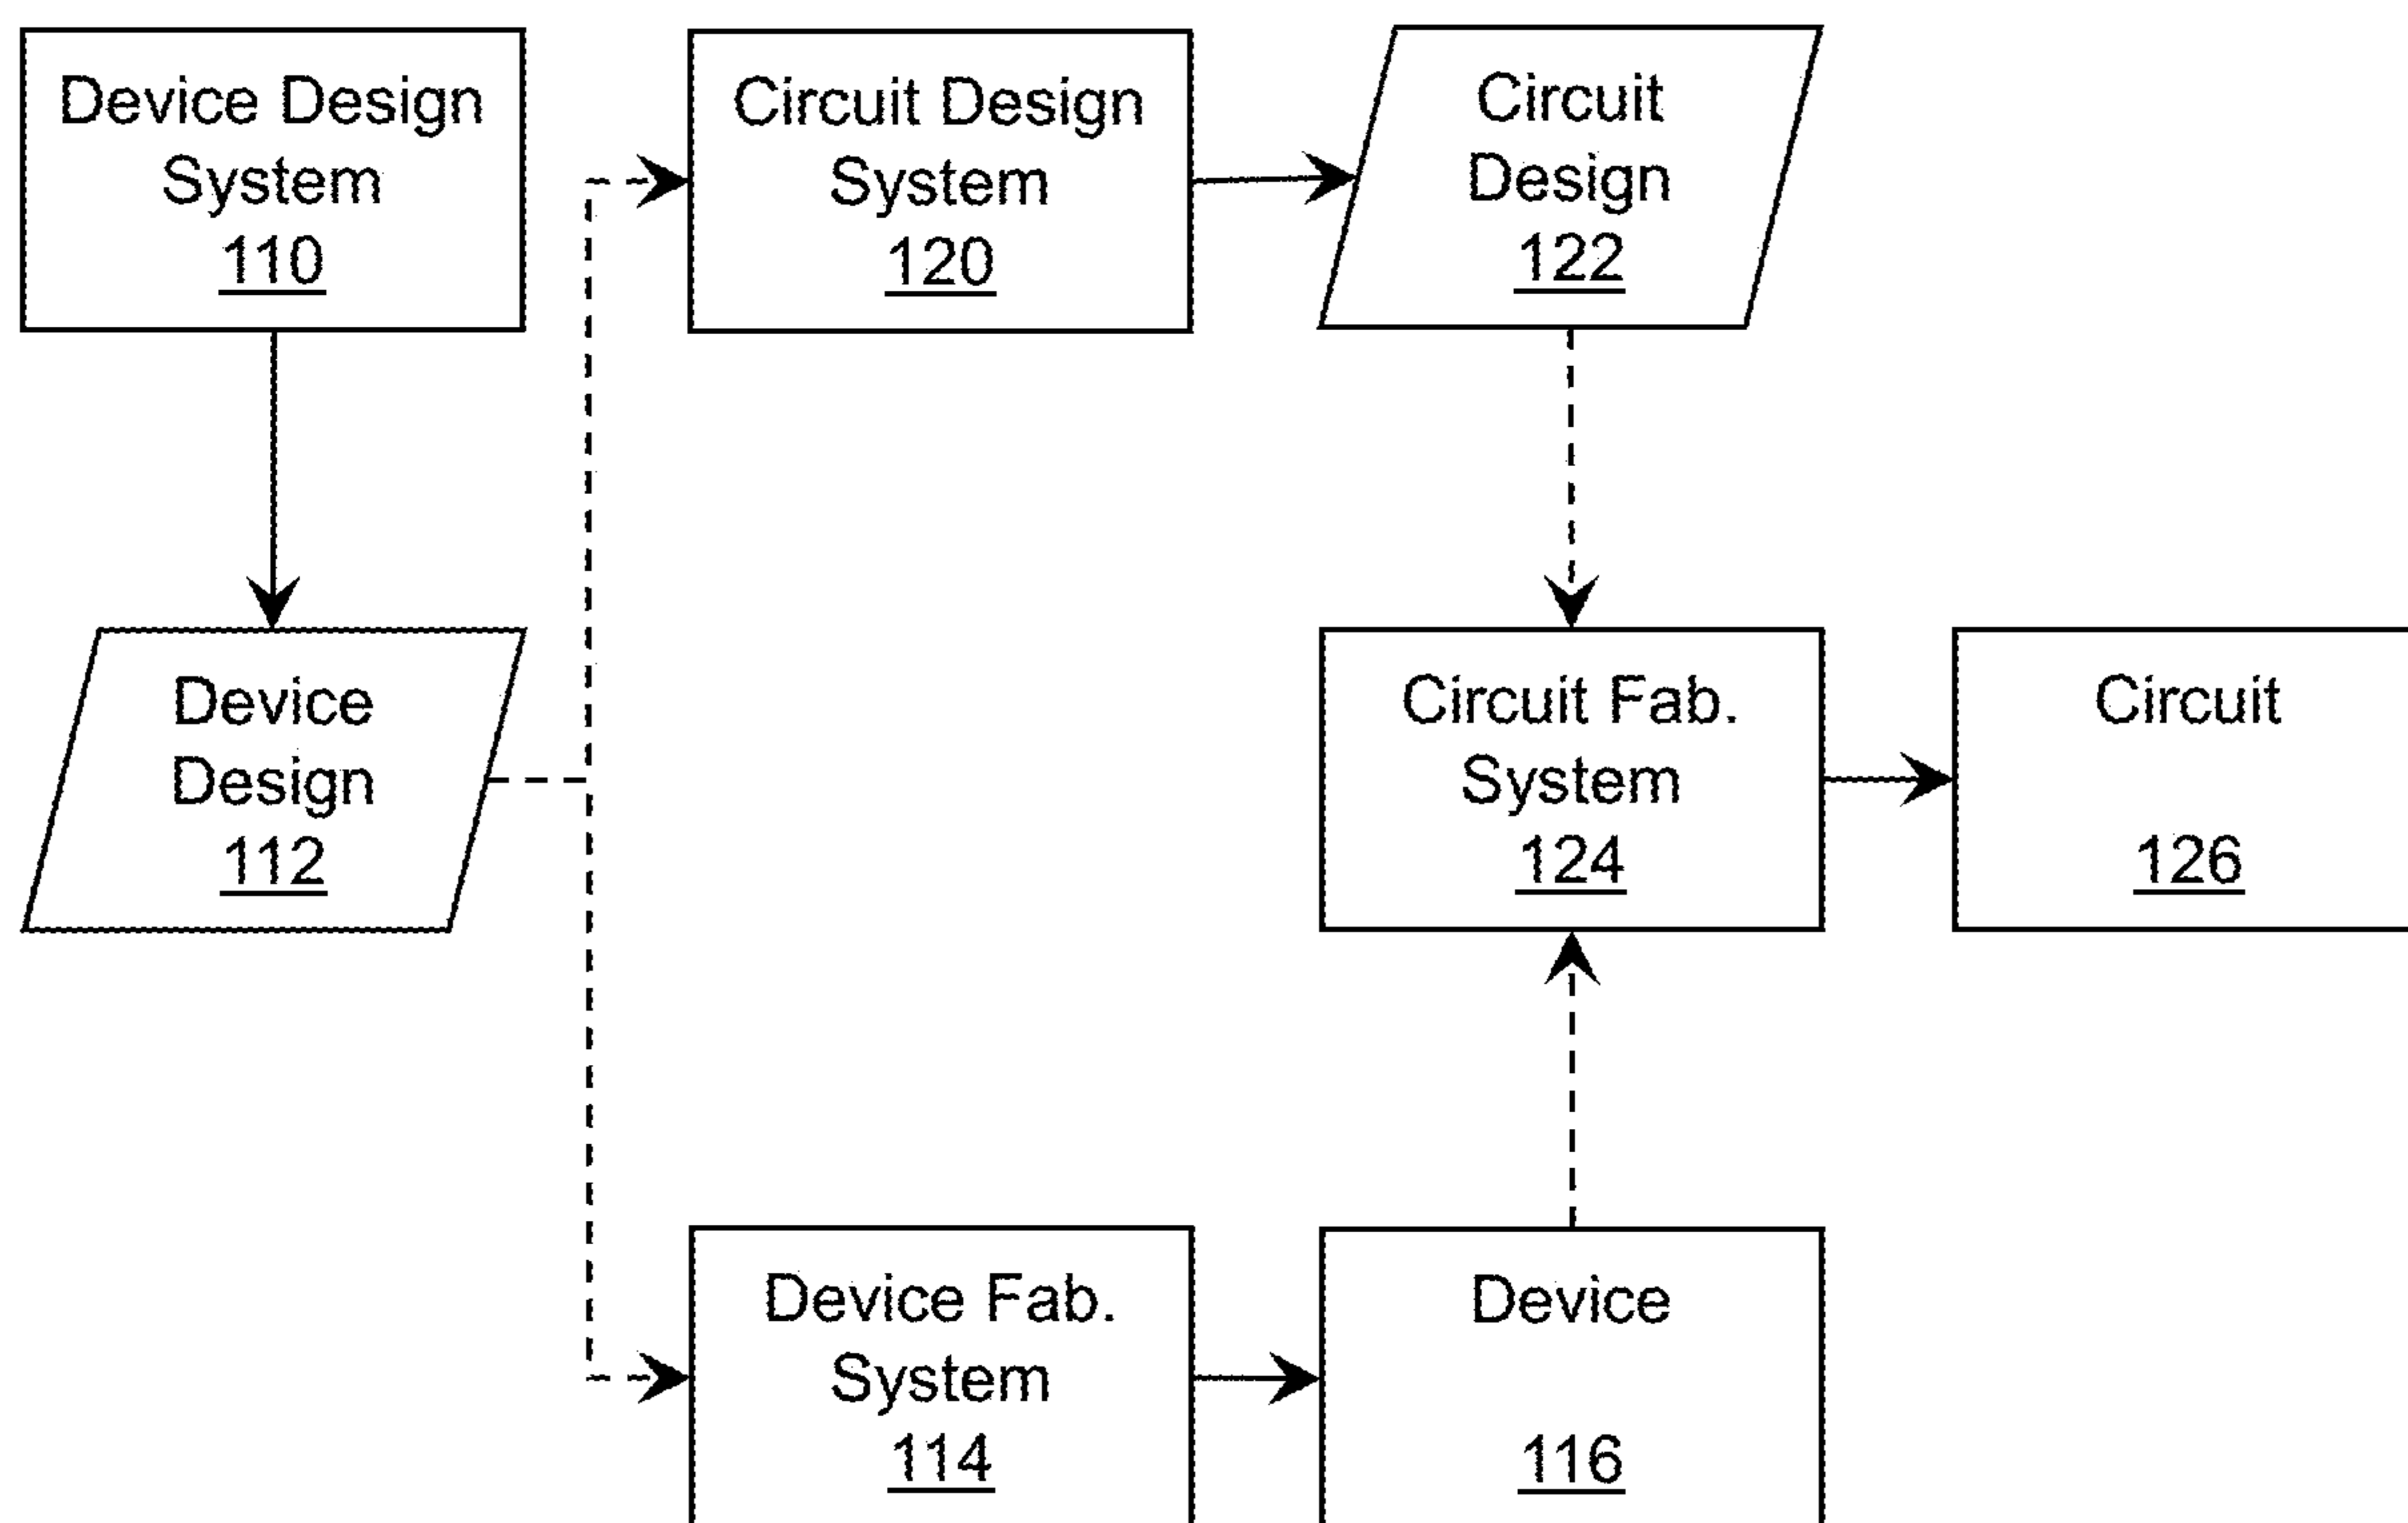 Device Design
System
110
Circuit Design
System
120
Circuit
Design
122
Device
Design
112
Circuit Fab.
System
124
Circuit
126
Device Fab.
System
114
Device
116